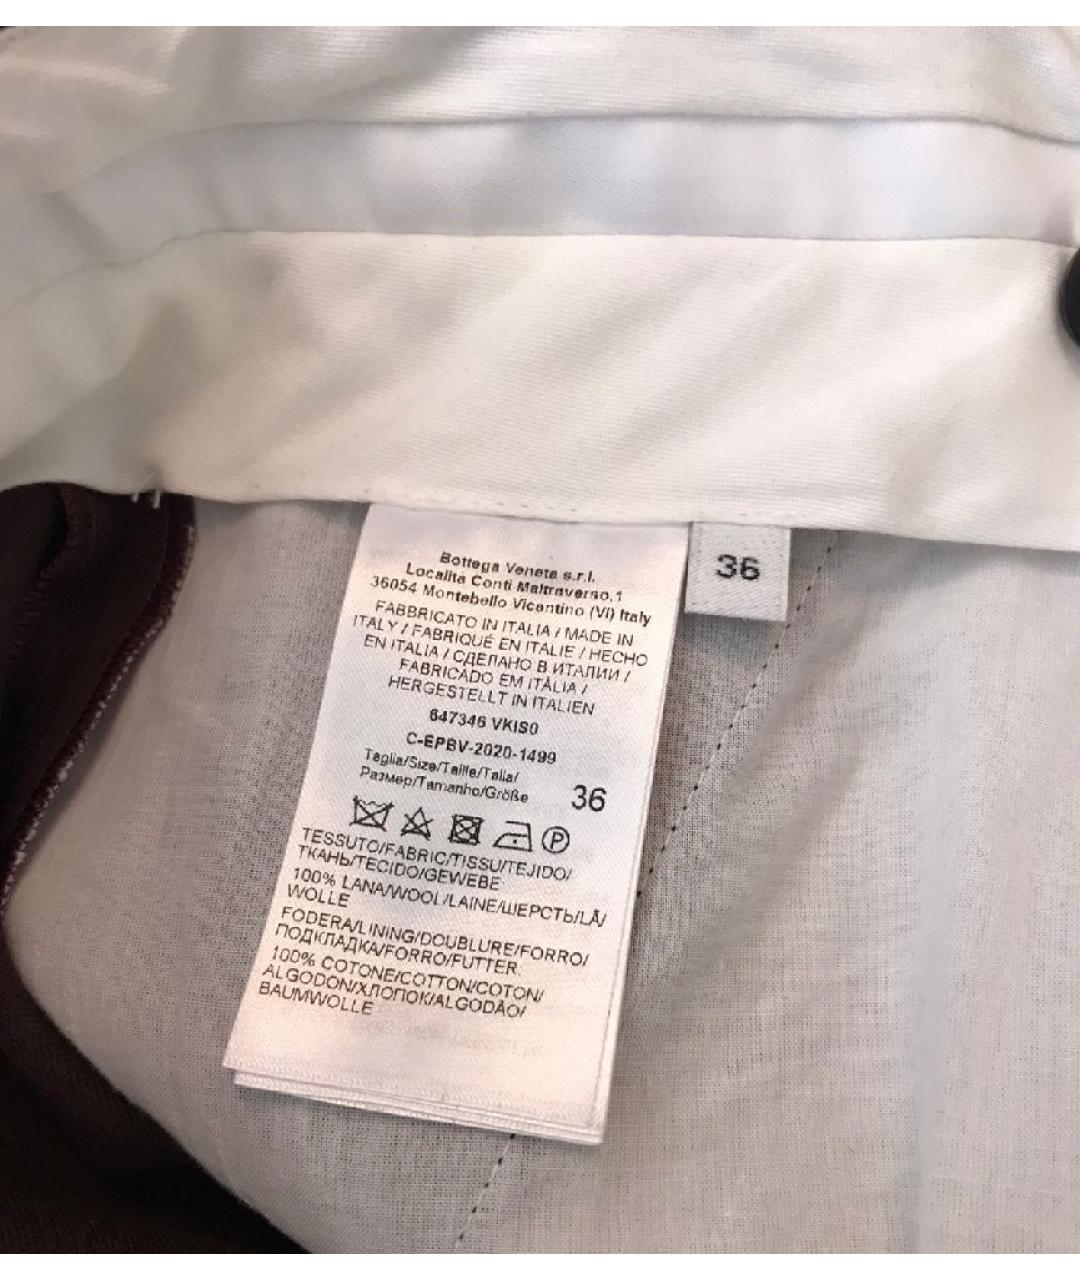 Bottega Veneta s.r.l.
Località Conti Maltraverso,1
36054 Montebello Vicentino (VI) Italy
FABBRICATO IN ITALIA / MADE IN
ITALY / FABRIQUÉ EN ITALIE / HECHO
EN ITALIA / СДЕЛАНО В ИТАЛИИ /
FABRICADO EM ITÁLIA /
HERGESTELLT IN ITALIEN
647346 VKIS0
C-EPBV-2020-1499
Taglia/Size/Taille/Talla/
Размер/Tamanho/Größe
36
P
TESSUTO/FABRIC/TISSU/TEJIDO/
ТКАНЬ/TECIDO/GEWEBE
100% LANA/WOOL/LAINE/ШЕРСТЬ/LÃ/
WOLLE
FODERA/LINING/DOUBLURE/FORRO/
ПОДКЛАДКА/FORRO/FUTTER
100% COTONE/COTTON/COTON/
ALGODON/ХЛОПОК/ALGODÃO/
BAUMWOLLE
36